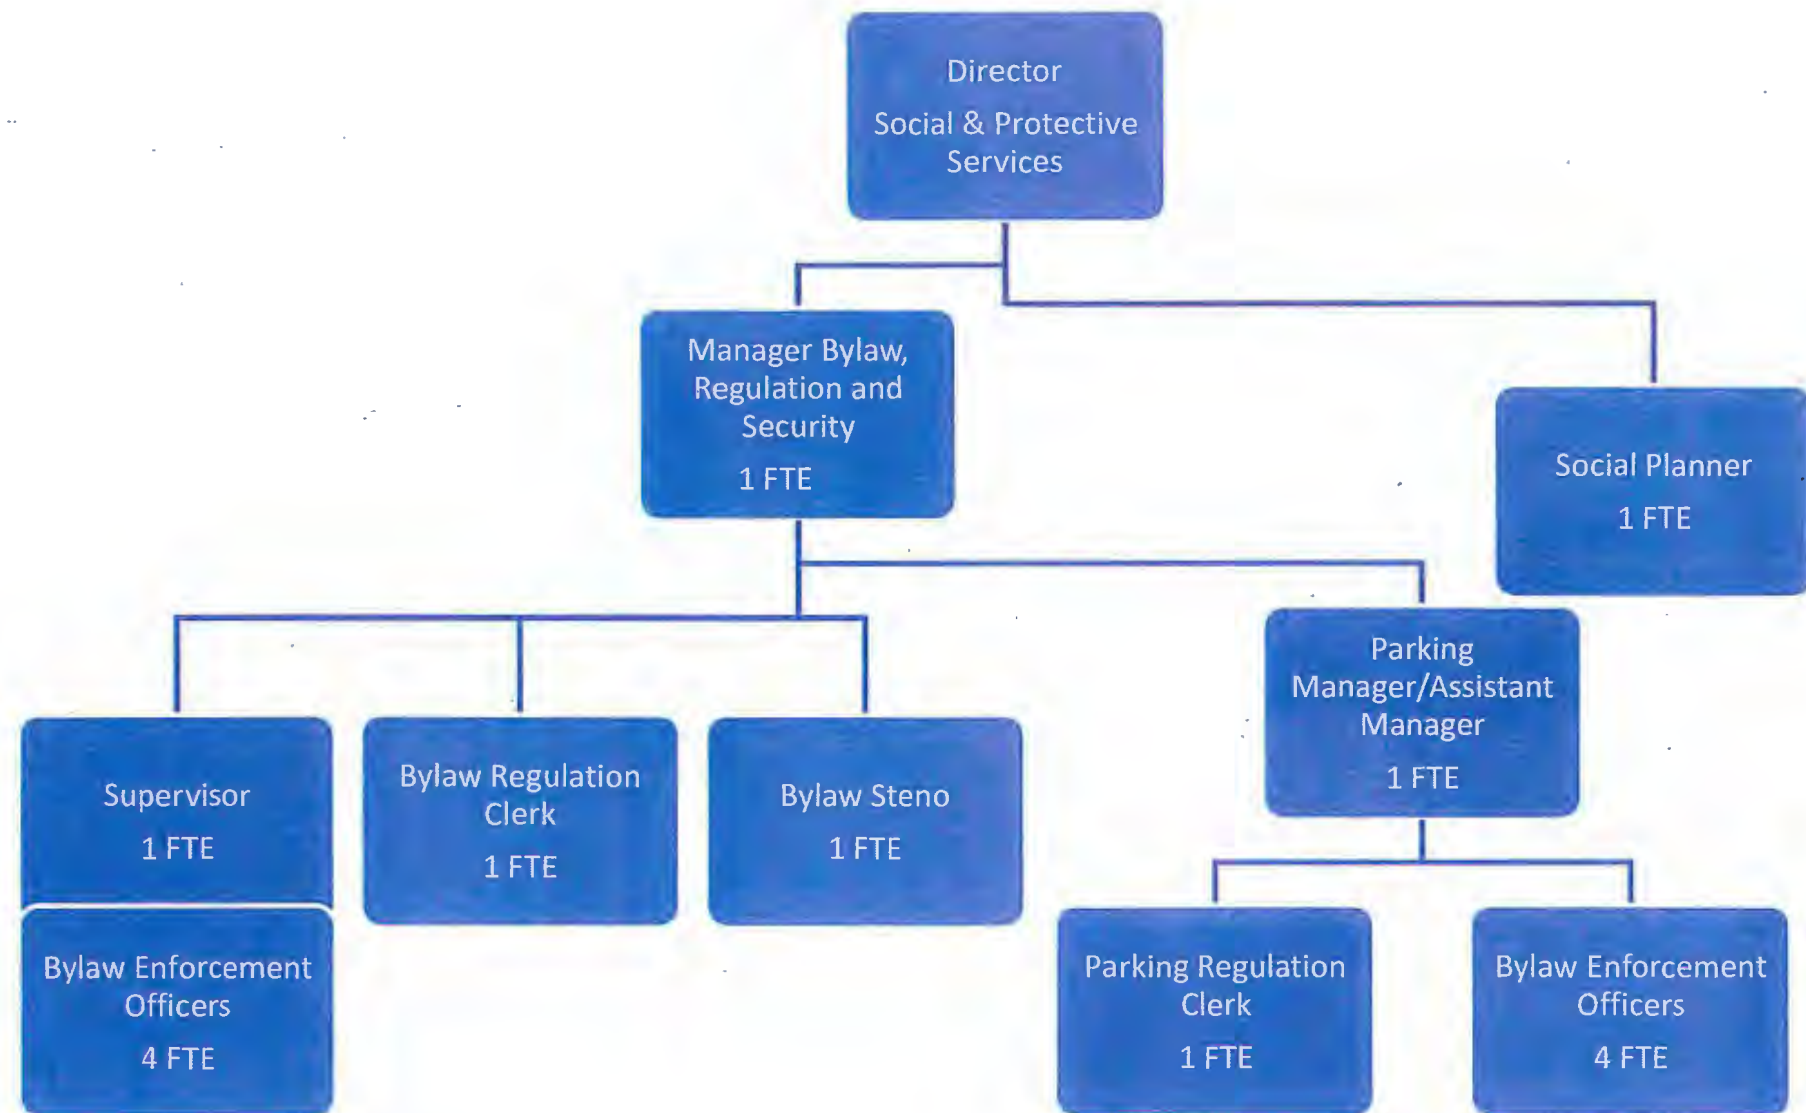 Director
Social & Protective
Services
Manager Bylaw,
Regulation and
Security
1 FTE
Social Planner
1 FTE
Parking
Manager/Assistant
Manager
1 FTE
Supervisor
1 FTE
Bylaw Regulation
Clerk
1 FTE
Bylaw Steno
1 FTE
Bylaw Enforcement
Officers
4 FTE
Parking Regulation
Clerk
1 FTE
Bylaw Enforcement
Officers
4 FTE